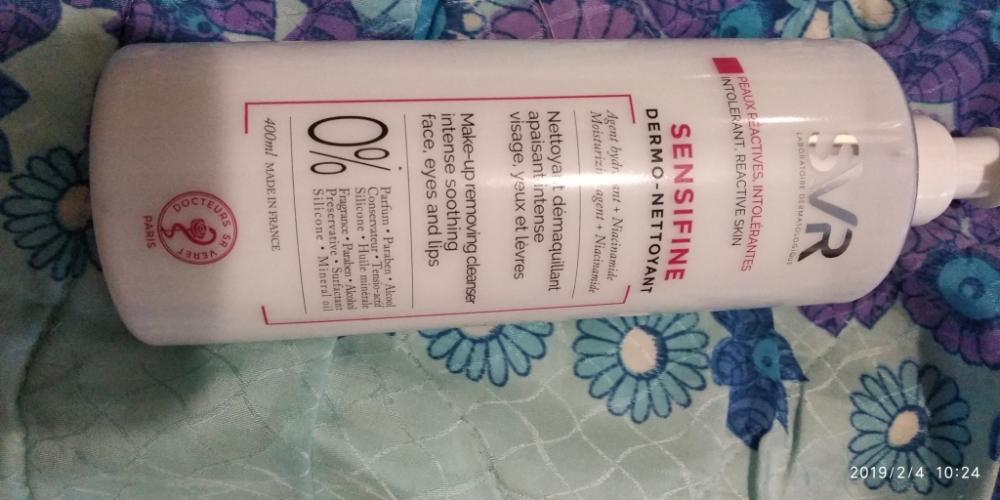 SVR
LABORATOIRE DERMATOLOGIQUE
PEAUX RÉACTIVES, INTOLÉRANTES
INTOLERANT, REACTIVE SKIN
SENSIFINE
DERMO-NETTOYANT
Agent hydratant + Niacinamide
Moisturizing agent + Niacinamide
Nettoyant démaquillant
apaisant intense
visage, yeux et lèvres
Make-up removing cleanser
intense soothing
face, eyes and lips
0%
Parfum • Paraben • Alcool
Conservateur • Tensio-actif
Silicone • Huile minérale
Fragrance • Paraben • Alcohol
Preservative • Surfactant
Silicone • Mineral oil
400ml MADE IN FRANCE
DOCTEURS SR VERET
PARIS
2019/2/4 10:24